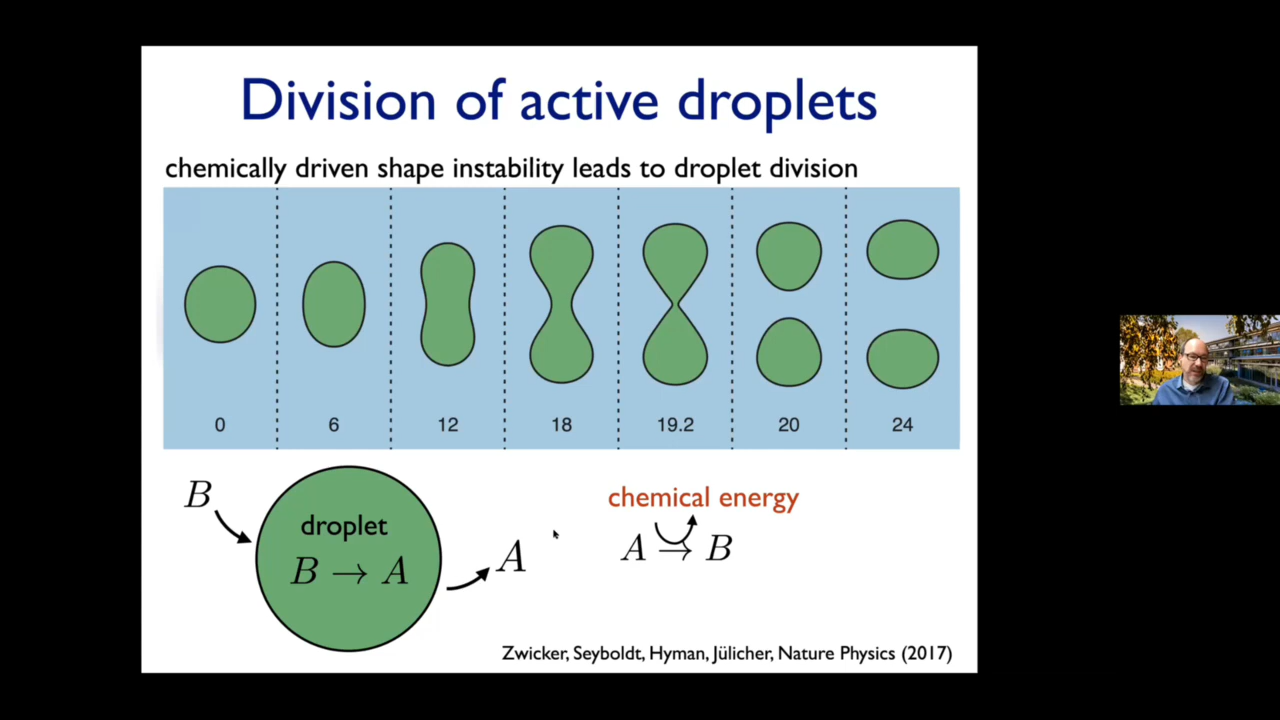 Division of active droplets
chemically driven shape instability leads to droplet division
0 6 12 18 19.2 20 24
B
droplet
B → A
A
chemical energy
A → B
Zwicker, Seyboldt, Hyman, Jülicher, Nature Physics (2017)